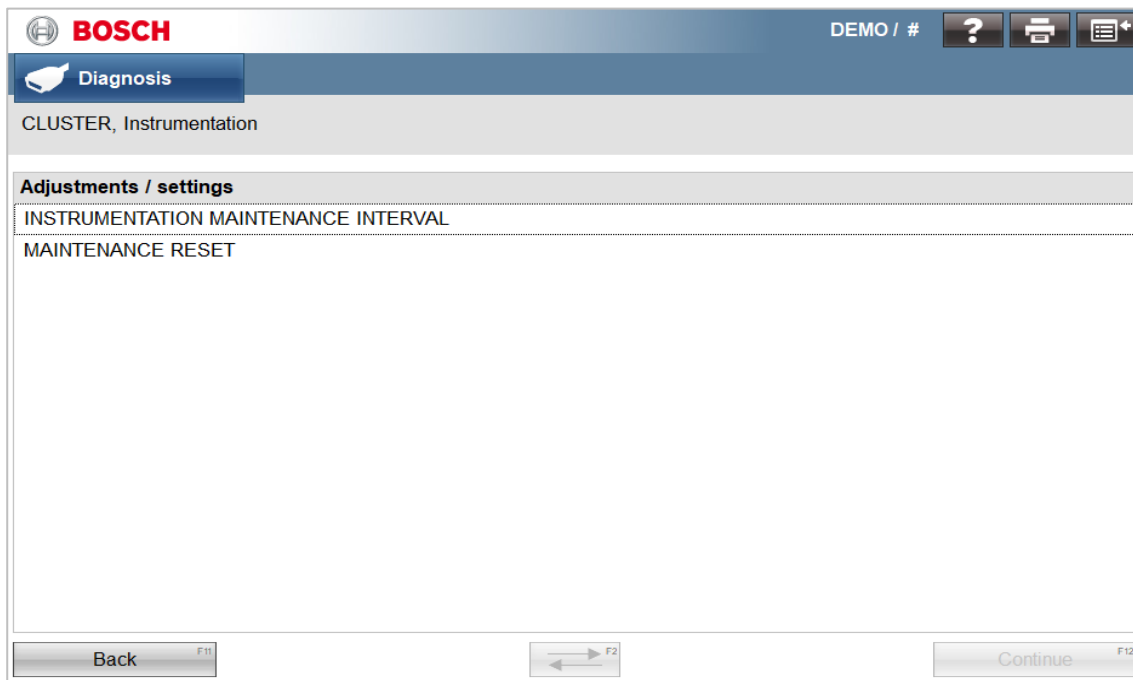 BOSCH
DEMO / #
?
Diagnosis
CLUSTER, Instrumentation
Adjustments / settings
INSTRUMENTATION MAINTENANCE INTERVAL
MAINTENANCE RESET
Back F11
F2
Continue F12